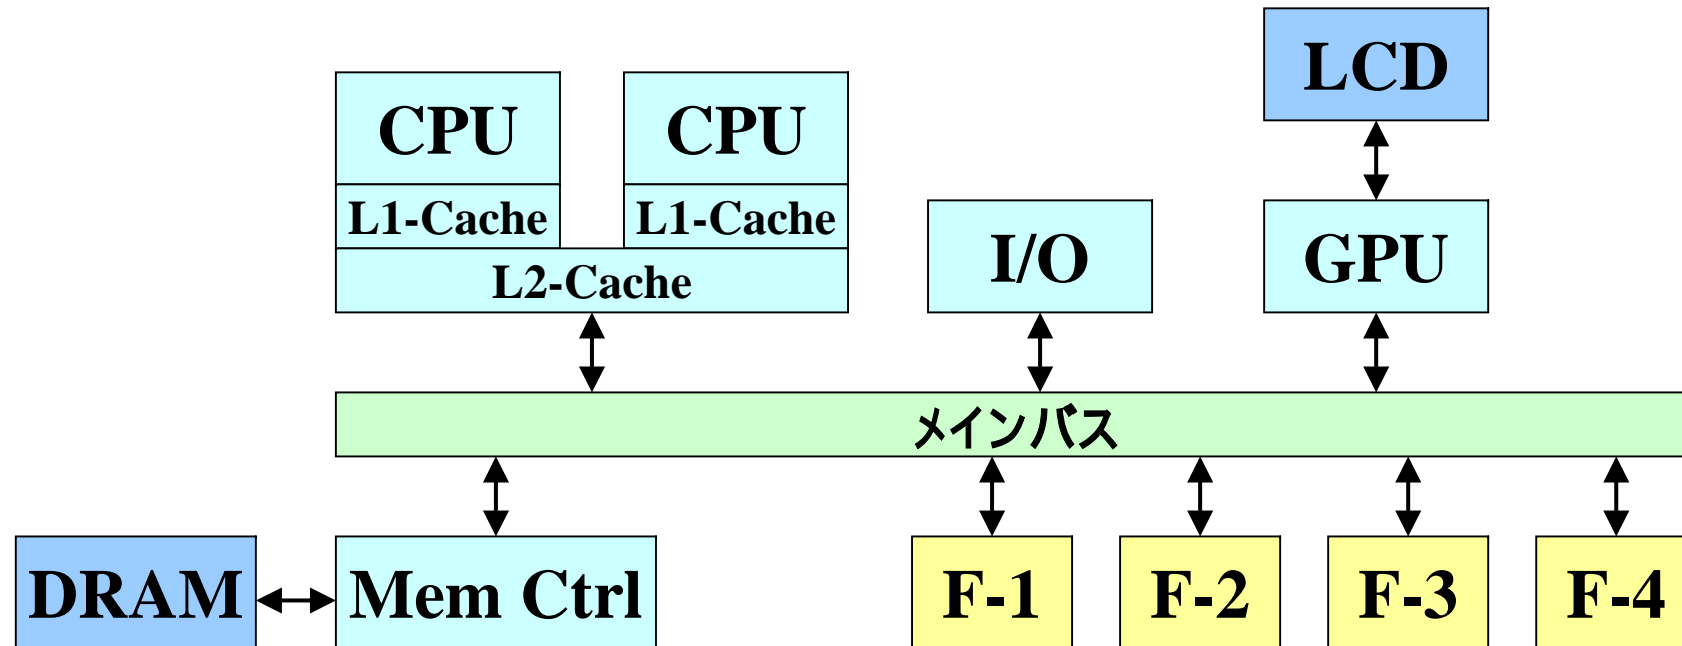 LCD
CPU
CPU
L1-Cache
L1-Cache
L2-Cache
I/O
GPU
メインバス
DRAM
Mem Ctrl
F-1
F-2
F-3
F-4